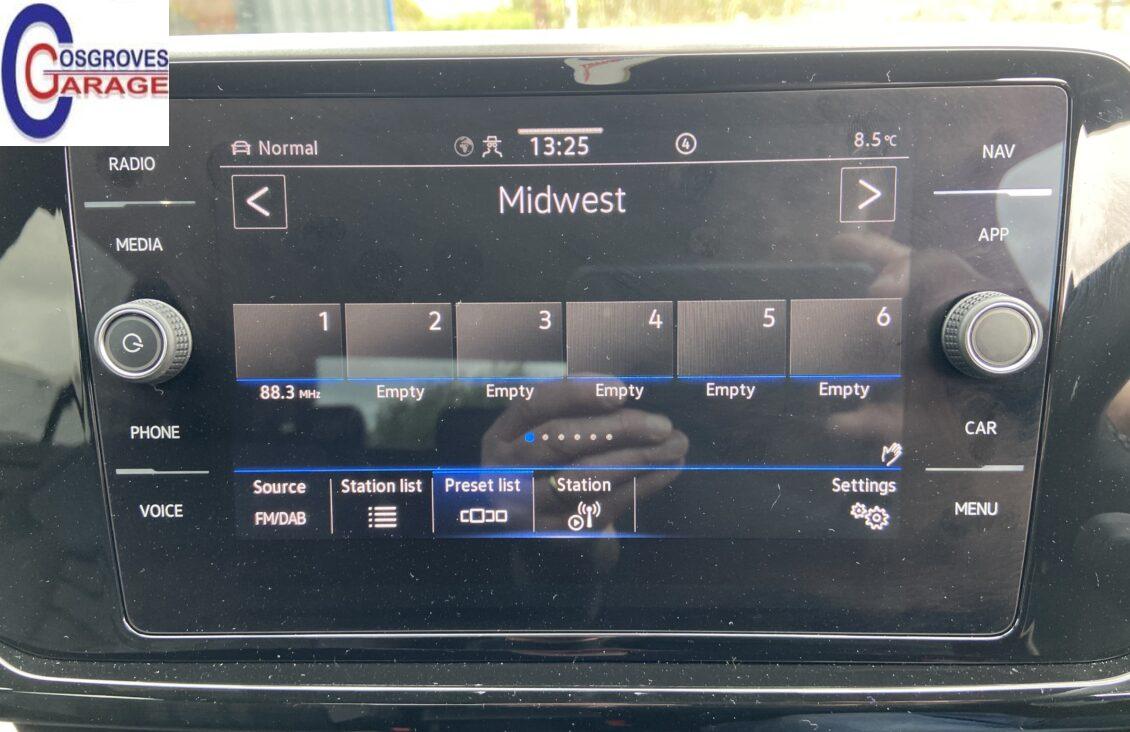 COSGROVES
GARAGE
RADIO
MEDIA
PHONE
VOICE
Normal
13:25
4
8.5°C
<
Midwest
>
1 2 3 4 5 6
88.3 MHz Empty Empty Empty Empty Empty
Source Station list Preset list Station Settings
FM/DAB
NAV
APP
CAR
MENU